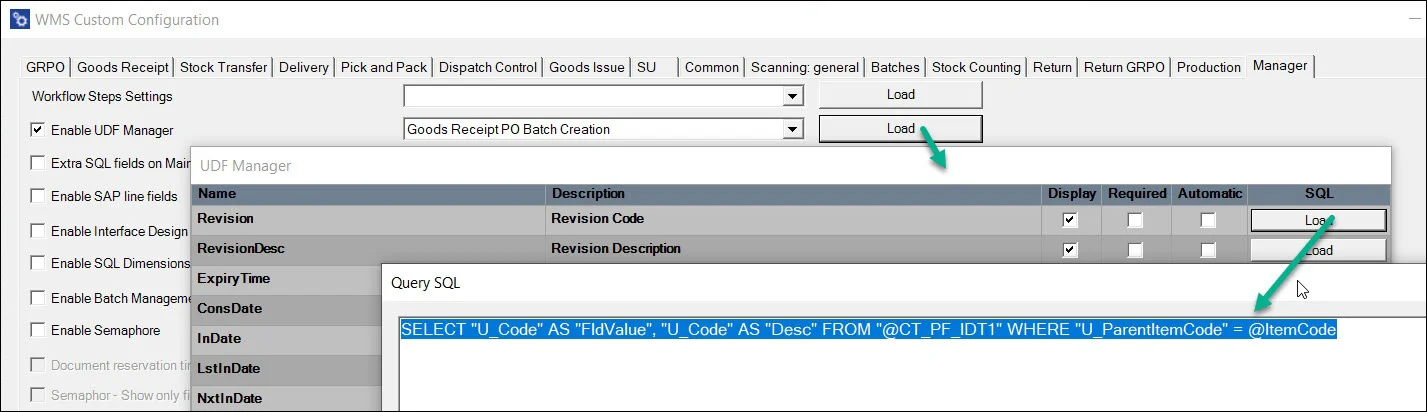 WMS Custom Configuration
GRPO Goods Receipt Stock Transfer Delivery Pick and Pack Dispatch Control Goods Issue SU Common Scanning: general Batches Stock Counting Return Return GRPO Production Manager
Workflow Steps Settings Load
Enable UDF Manager Goods Receipt PO Batch Creation Load
Extra SQL fields on Main
UDF Manager
Enable SAP line fields
Name Description Display Required Automatic SQL
Revision Revision Code Load
Enable Interface Design
RevisionDesc Revision Description Load
Enable SQL Dimensions
ExpiryTime
Query SQL
Enable Batch Manageme
ConsDate
Enable Semaphore
SELECT "U_Code" AS "FldValue", "U_Code" AS "Desc" FROM "@CT_PF_IDT1" WHERE "U_ParentItemCode" = @ItemCode
InDate
Document reservation tin
LstInDate
Semaphor - Show only fi
NxtInDate